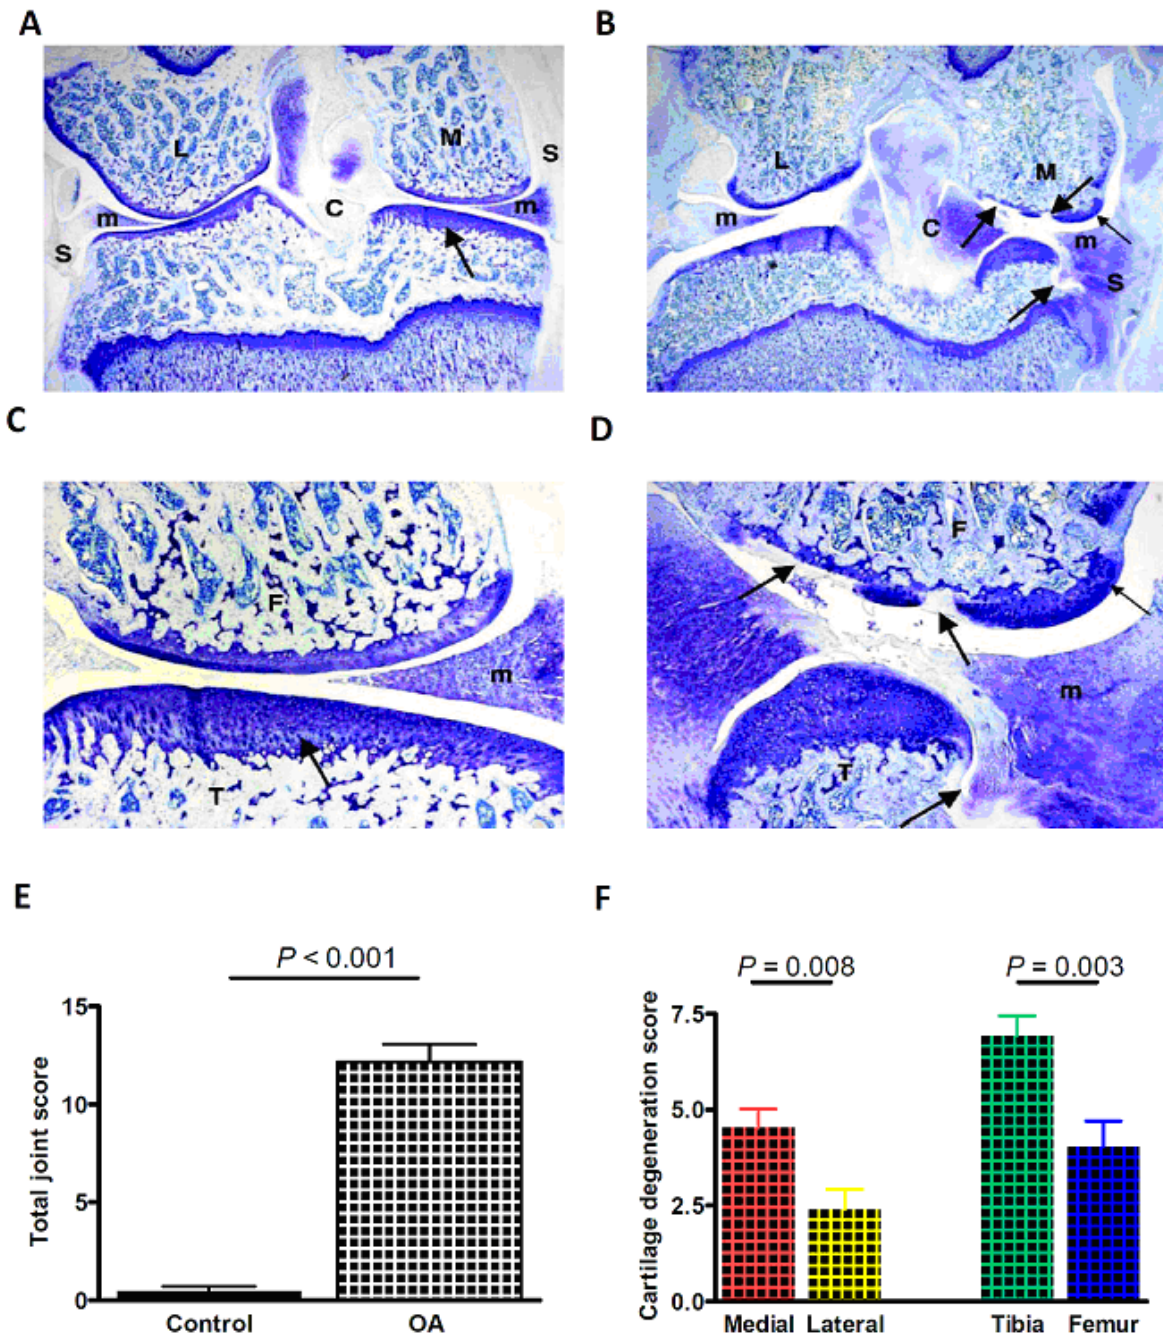 A
B
L
M
S
m
C
m
S
L
M
m
C
m
S
C
D
F
m
T
F
m
T
E
F
P < 0.001
15
10
5
0
Total joint score
Control
OA
P = 0.008
P = 0.003
7.5
5.0
2.5
0.0
Cartilage degeneration score
Medial
Lateral
Tibia
Femur